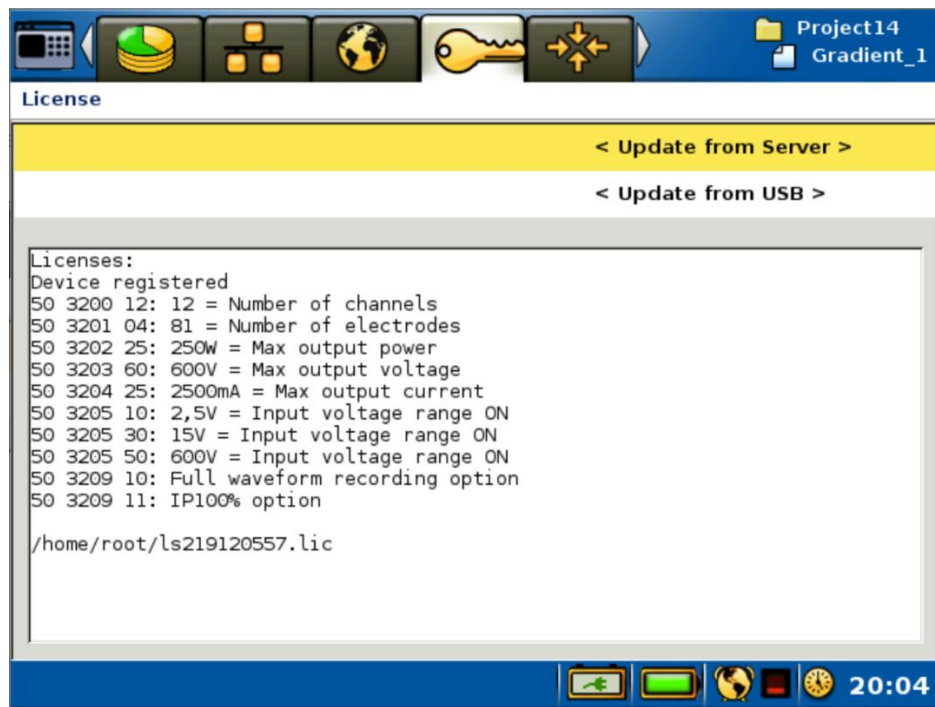 Project14
Gradient_1
License
< Update from Server >
< Update from USB >
Licenses:
Device registered
50 3200 12: 12 = Number of channels
50 3201 04: 81 = Number of electrodes
50 3202 25: 250W = Max output power
50 3203 60: 600V = Max output voltage
50 3204 25: 2500mA = Max output current
50 3205 10: 2,5V = Input voltage range ON
50 3205 30: 15V = Input voltage range ON
50 3205 50: 600V = Input voltage range ON
50 3209 10: Full waveform recording option
50 3209 11: IP100% option
/home/root/ls219120557.lic
20:04